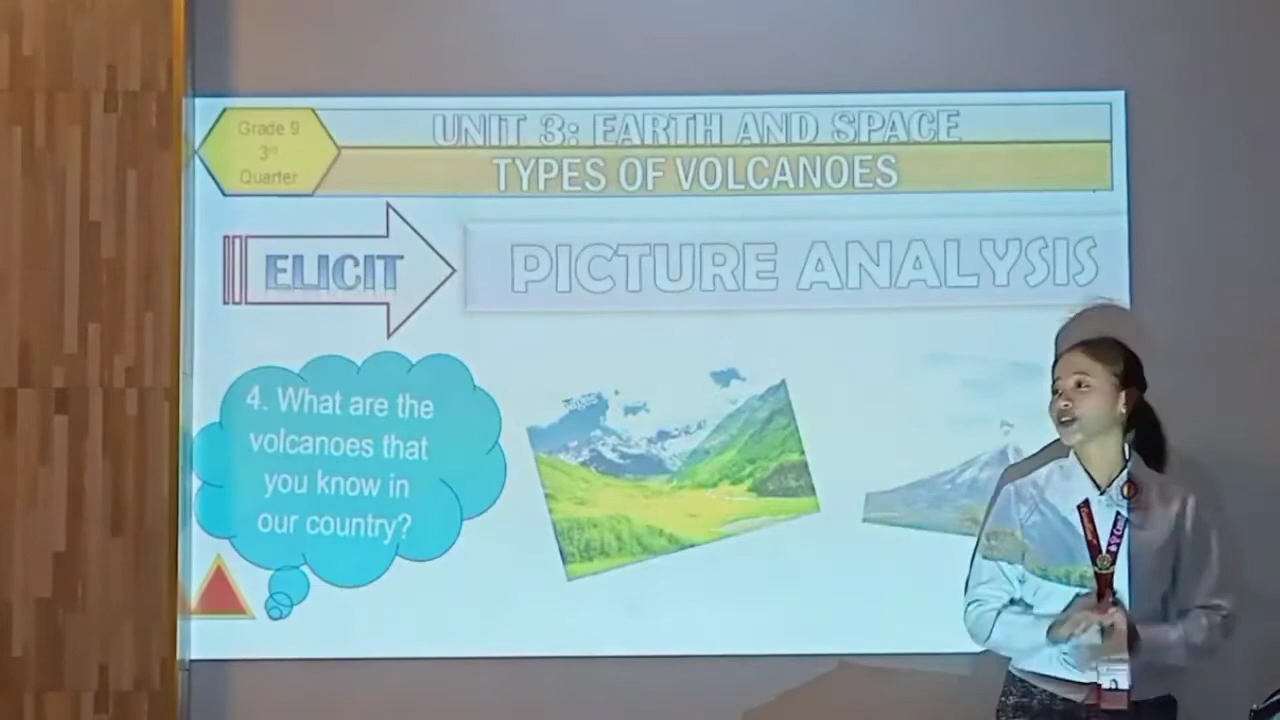 Grade 9
3rd
Quarter
UNIT 3: EARTH AND SPACE
TYPES OF VOLCANOES
ELICIT
PICTURE ANALYSIS
4. What are the
volcanoes that
you know in
our country?